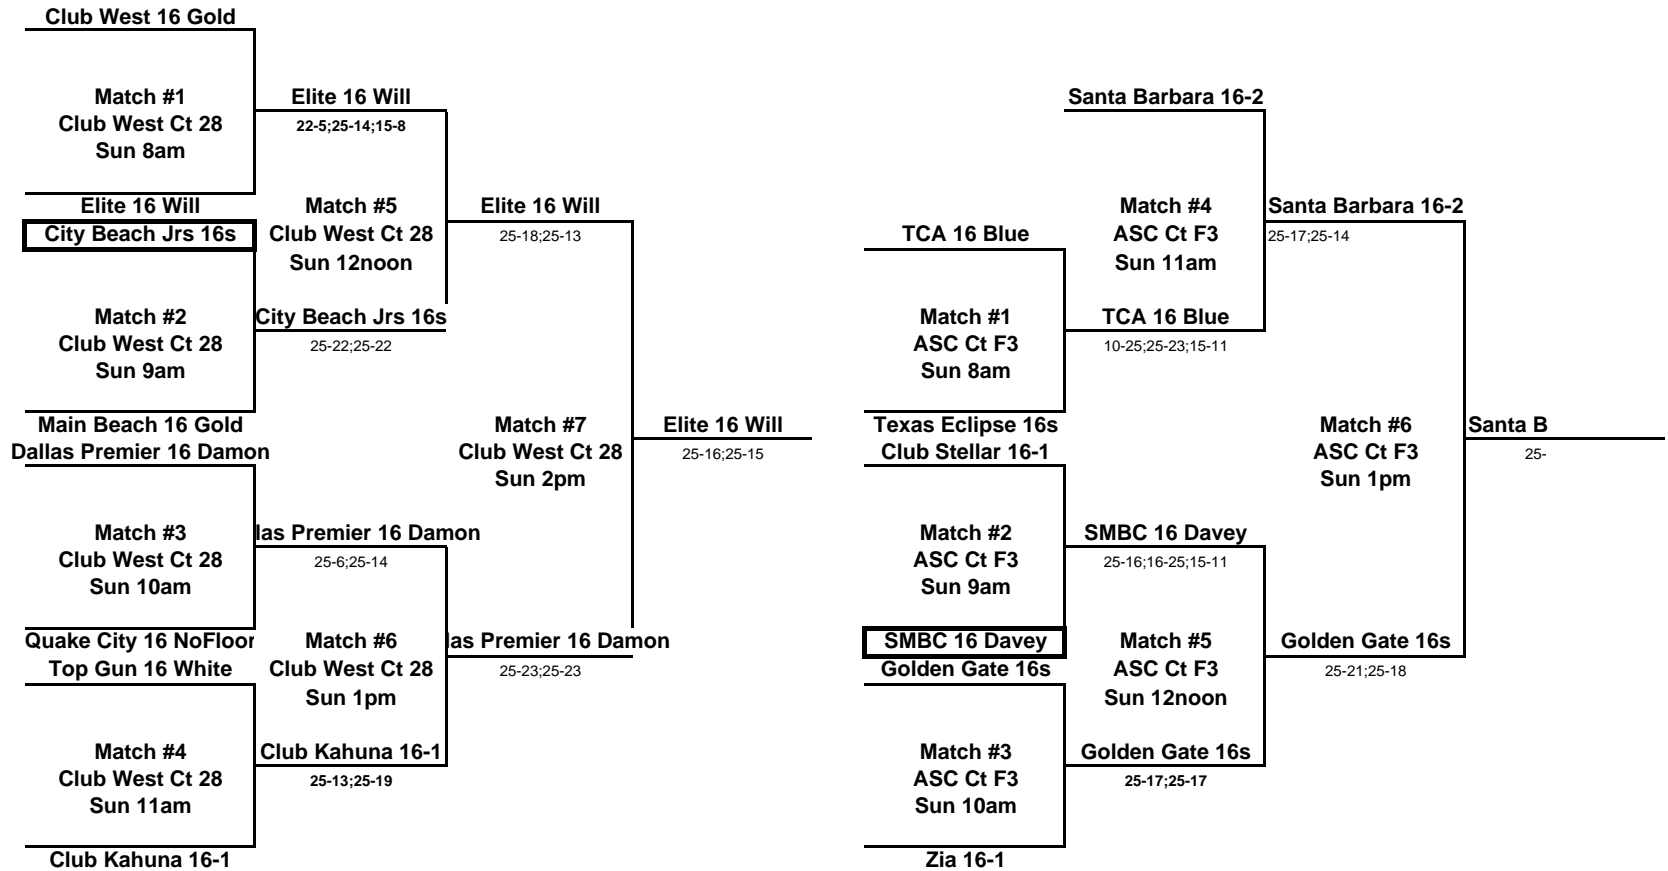 Club West 16 Gold
Match #1
Club West Ct 28
Sun 8am
Elite 16 Will
City Beach Jrs 16s
Match #2
Club West Ct 28
Sun 9am
Main Beach 16 Gold
Dallas Premier 16 Damon
Match #3
Club West Ct 28
Sun 10am
Quake City 16 NoFloor
Top Gun 16 White
Match #4
Club West Ct 28
Sun 11am
Club Kahuna 16-1
Elite 16 Will
22-5;25-14;15-8
Match #5
Club West Ct 28
Sun 12noon
City Beach Jrs 16s
25-22;25-22
las Premier 16 Damon
25-6;25-14
Match #6
Club West Ct 28
Sun 1pm
Club Kahuna 16-1
25-13;25-19
Elite 16 Will
25-18;25-13
Match #7
Club West Ct 28
Sun 2pm
las Premier 16 Damon
25-23;25-23
Elite 16 Will
25-16;25-15
TCA 16 Blue
Match #1
ASC Ct F3
Sun 8am
Texas Eclipse 16s
Club Stellar 16-1
Match #2
ASC Ct F3
Sun 9am
SMBC 16 Davey
Golden Gate 16s
Match #3
ASC Ct F3
Sun 10am
Zia 16-1
Santa Barbara 16-2
Match #4
ASC Ct F3
Sun 11am
TCA 16 Blue
10-25;25-23;15-11
SMBC 16 Davey
25-16;16-25;15-11
Match #5
ASC Ct F3
Sun 12noon
Golden Gate 16s
25-17;25-17
Santa Barbara 16-2
25-17;25-14
Match #6
ASC Ct F3
Sun 1pm
Golden Gate 16s
25-21;25-18
Santa B
25-